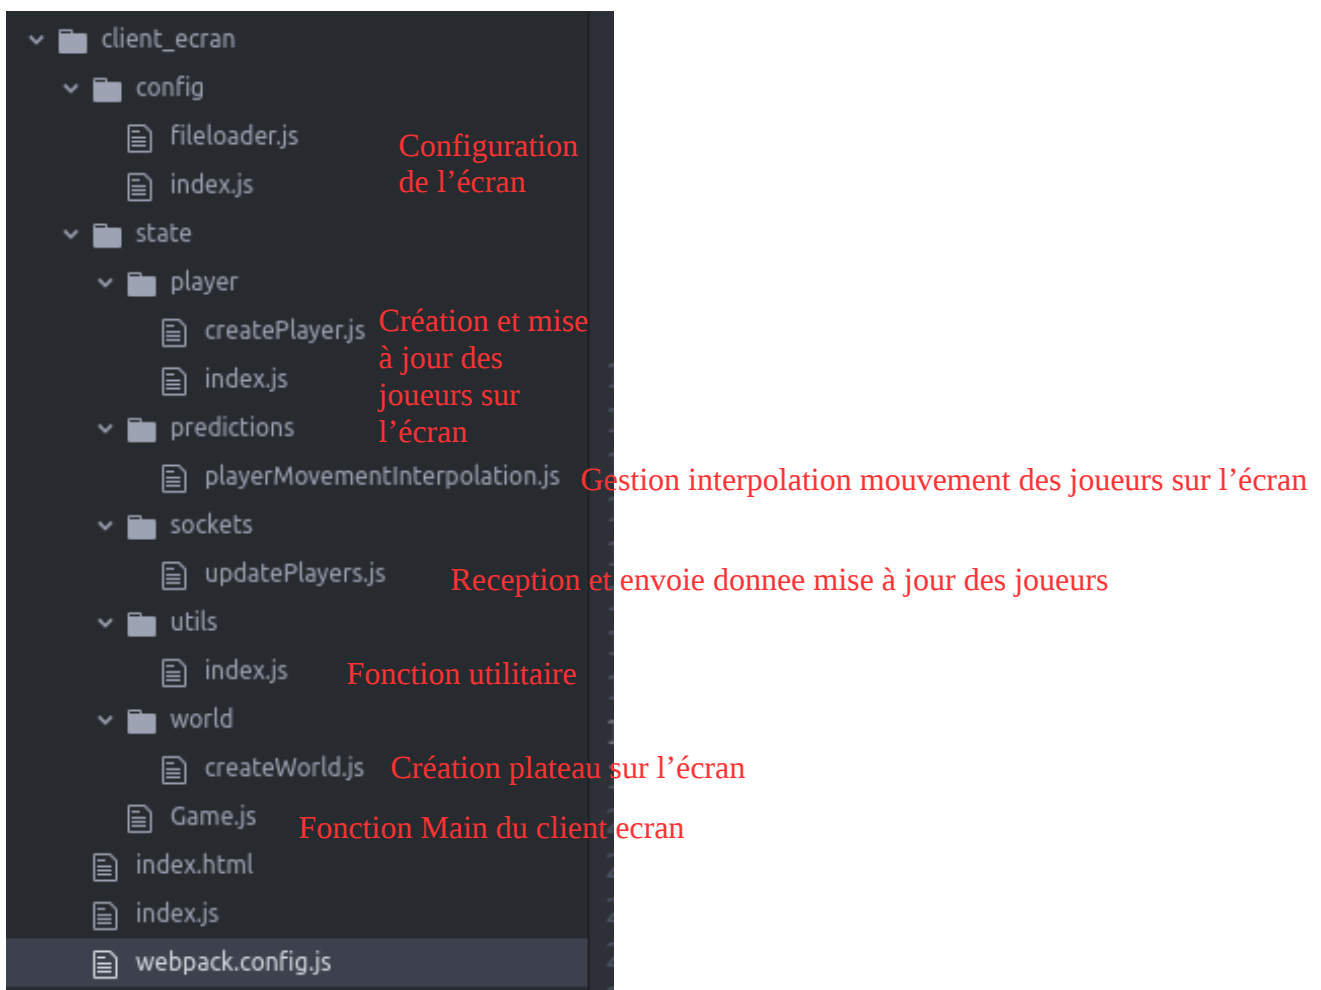 client_ecran
config
fileloader.js
Configuration
de l’écran
index.js
state
player
createPlayer.js
Création et mise
à jour des
joueurs sur
l’écran
index.js
predictions
playerMovementInterpolation.js
Gestion interpolation mouvement des joueurs sur l’écran
sockets
updatePlayers.js
Reception et envoie donnee mise à jour des joueurs
utils
index.js
Fonction utilitaire
world
createWorld.js
Création plateau sur l’écran
Game.js
Fonction Main du client ecran
index.html
index.js
webpack.config.js